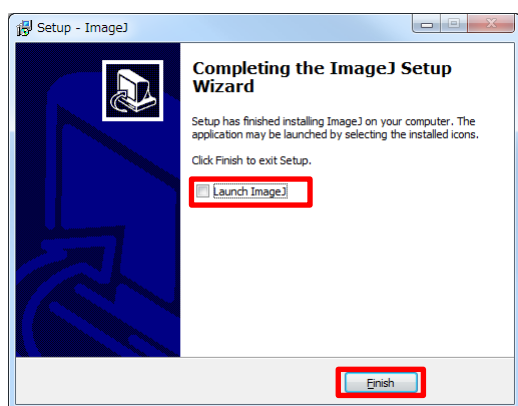 Setup - ImageJ
Completing the ImageJ Setup
Wizard
Setup has finished installing ImageJ on your computer. The
application may be launched by selecting the installed icons.
Click Finish to exit Setup.
Launch ImageJ
Finish